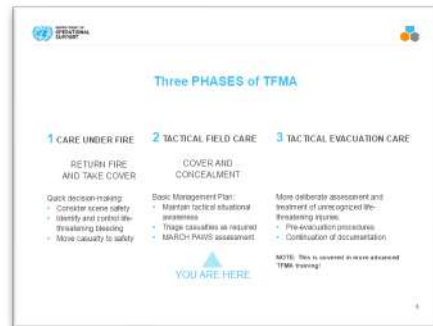 DEPARTMENT OF
OPERATIONAL
SUPPORT
Three PHASES of TFMA
1 CARE UNDER FIRE
RETURN FIRE
AND TAKE COVER
Quick decision-making:
• Consider scene safety
• Identify and control life-
threatening bleeding
• Move casualty to safety
2 TACTICAL FIELD CARE
COVER AND
CONCEALMENT
Basic Management Plan:
• Maintain tactical situational
awareness
• Triage casualties as required
• MARCH PAWS assessment
YOU ARE HERE
3 TACTICAL EVACUATION CARE
More deliberate assessment and
treatment of unrecognized life-
threatening injuries:
• Pre-evacuation procedures
• Continuation of documentation
NOTE: This is covered in more advanced
TFMA training!